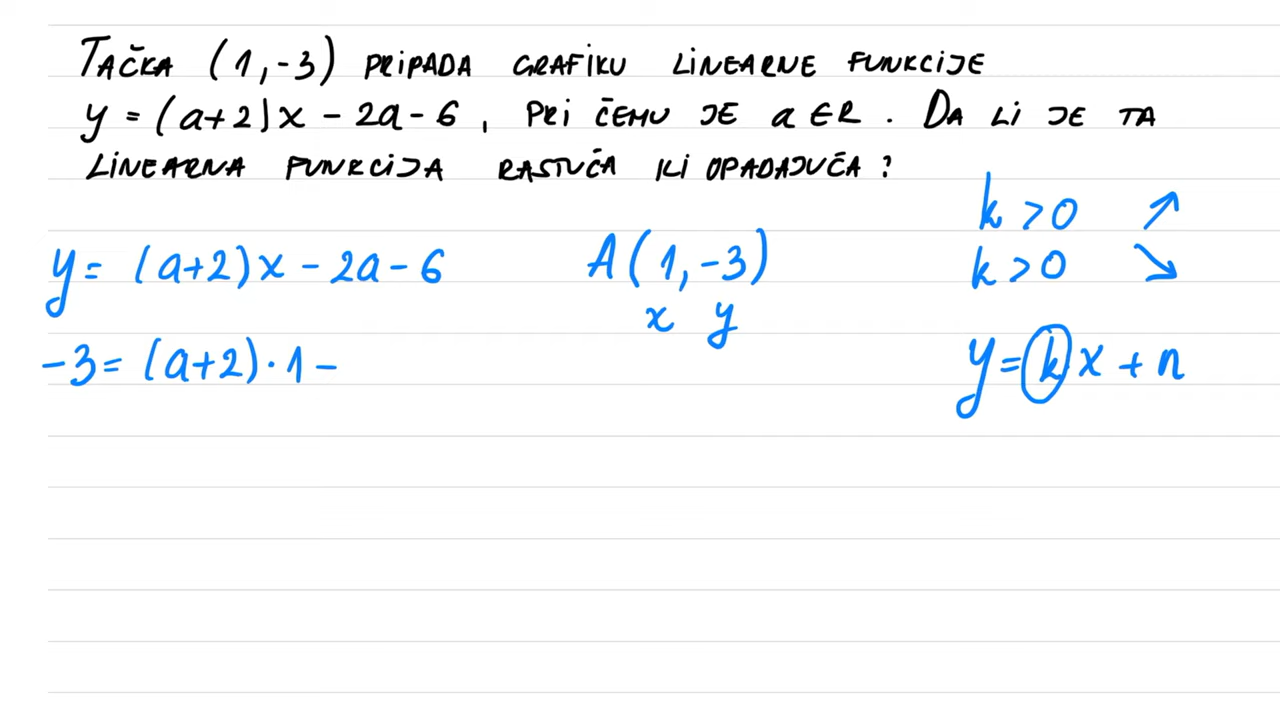 TAČKA (1,-3) PRIPADA GRAFIKU LINEARNE FUNKCIJE
y = (a+2)x - 2a - 6, PRI ČEMU JE a ∈ R. DA LI JE TA
LINEARNA FUNKCIJA RASTUĆA ILI OPADAJUĆA?
k > 0 ↗
k > 0 ↘
y = (a+2)x - 2a - 6
A(1,-3)
x y
-3 = (a+2)·1 -
y = kx + n